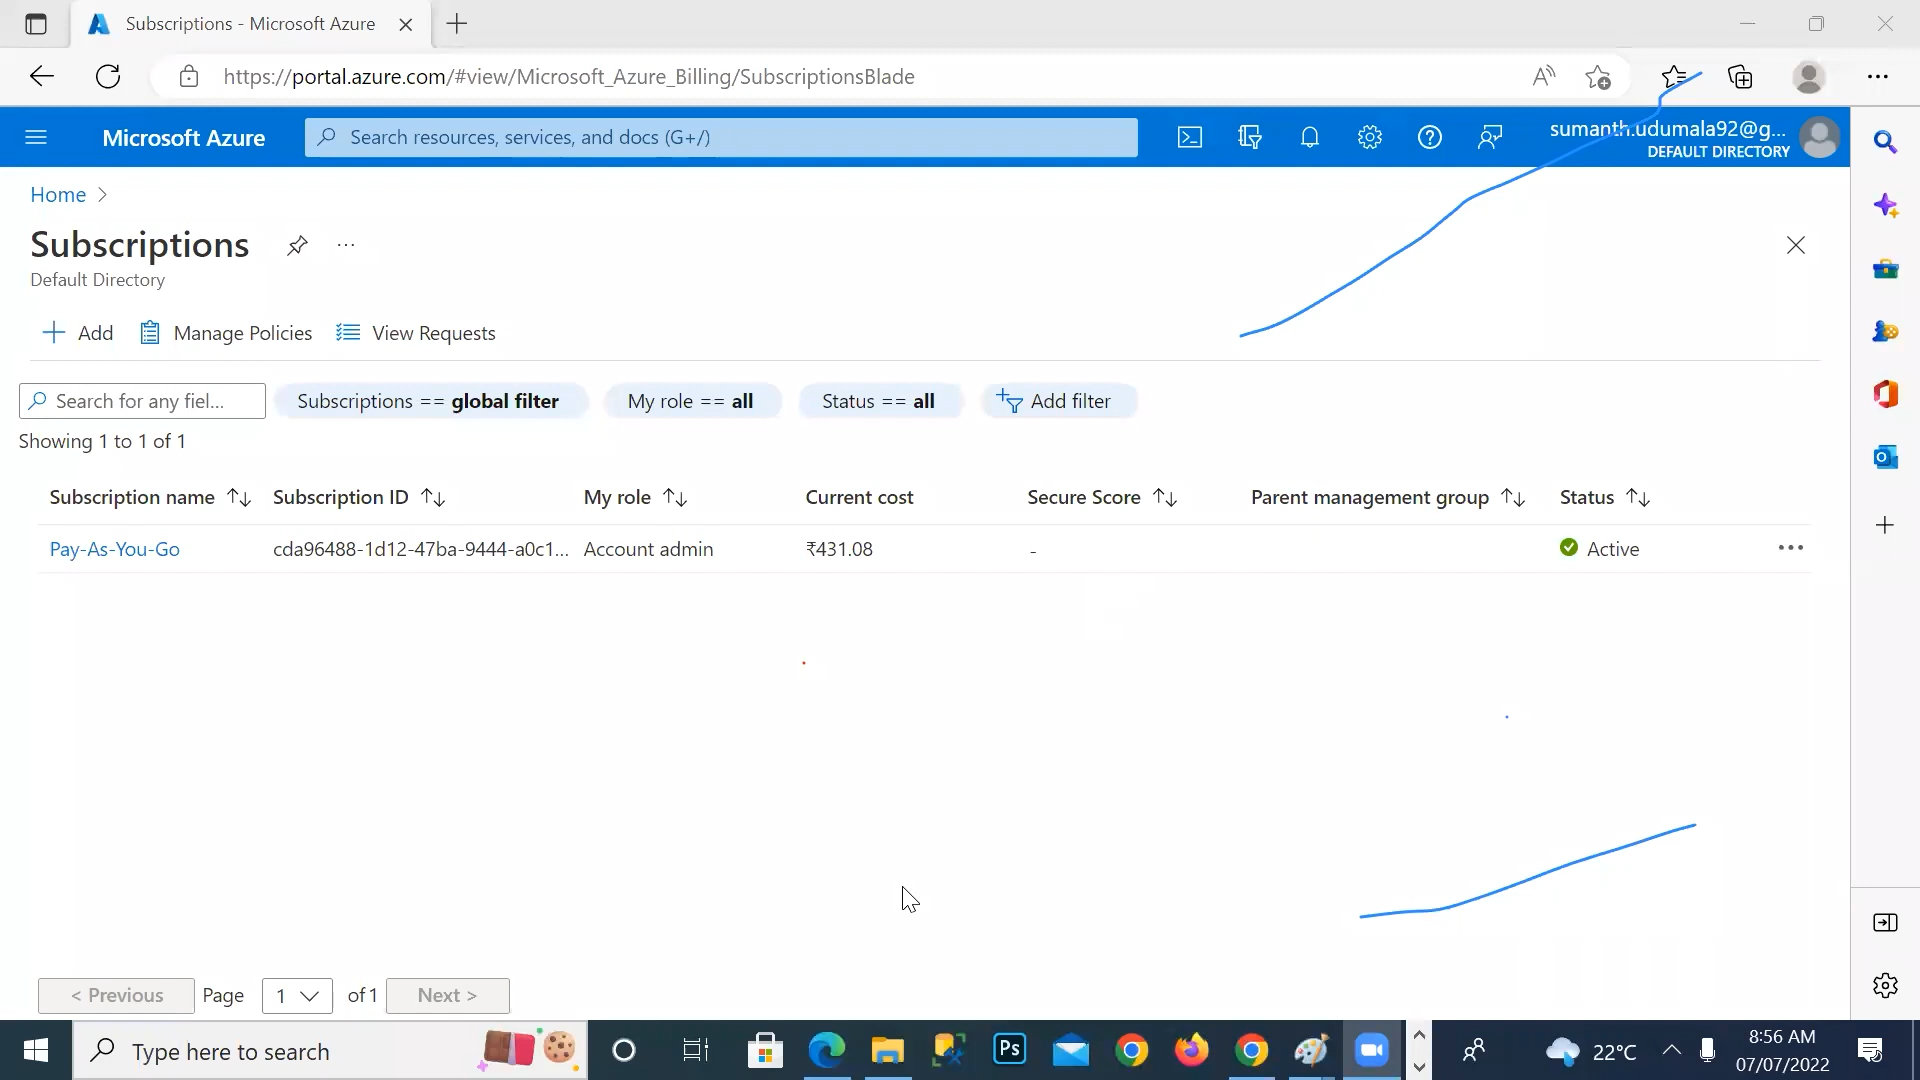 Subscriptions - Microsoft Azure
https://portal.azure.com/#view/Microsoft_Azure_Billing/SubscriptionsBlade
Microsoft Azure
Search resources, services, and docs (G+/)
sumanth.udumala92@g...
DEFAULT DIRECTORY
Home >
Subscriptions
Default Directory
Add Manage Policies View Requests
Search for any fiel... Subscriptions == global filter My role == all Status == all Add filter
Showing 1 to 1 of 1
Subscription name Subscription ID My role Current cost Secure Score Parent management group Status
Pay-As-You-Go cda96488-1d12-47ba-9444-a0c1... Account admin ₹431.08 - Active
< Previous Page 1 of 1 Next >
Type here to search
Ps
22°C
8:56 AM
07/07/2022